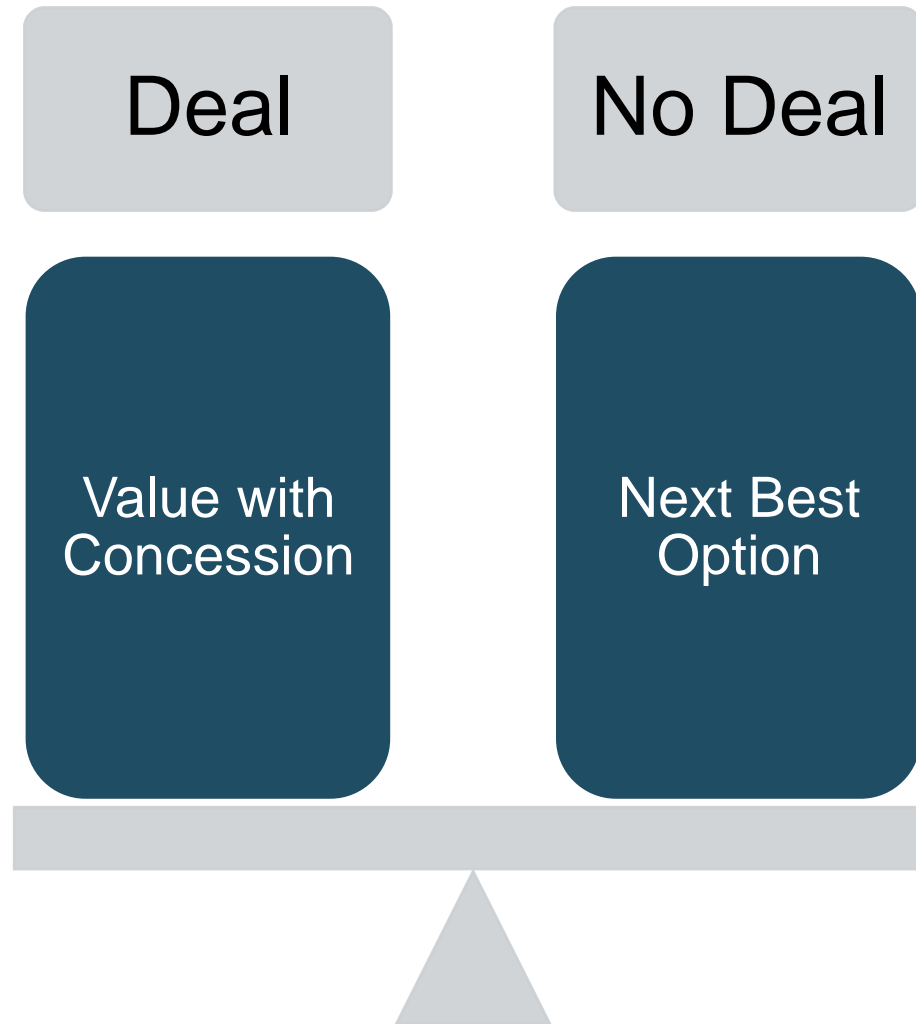 Deal
No Deal
Value with
Concession
Next Best
Option